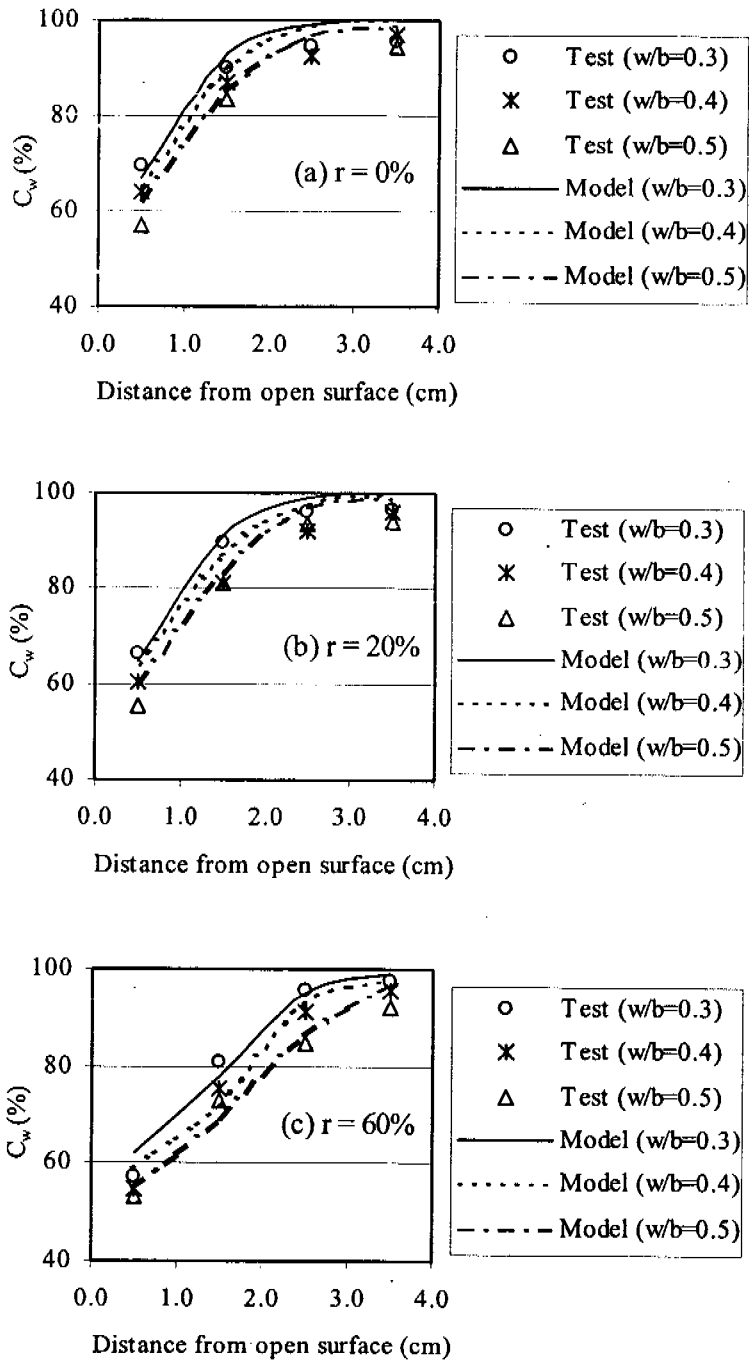 100
80
60
40
C_w (%)
(a) r = 0%
0.0 1.0 2.0 3.0 4.0
Distance from open surface (cm)
Test (w/b=0.3)
Test (w/b=0.4)
Test (w/b=0.5)
Model (w/b=0.3)
Model (w/b=0.4)
Model (w/b=0.5)
100
80
60
40
C_w (%)
(b) r = 20%
0.0 1.0 2.0 3.0 4.0
Distance from open surface (cm)
Test (w/b=0.3)
Test (w/b=0.4)
Test (w/b=0.5)
Model (w/b=0.3)
Model (w/b=0.4)
Model (w/b=0.5)
100
80
60
40
C_w (%)
(c) r = 60%
0.0 1.0 2.0 3.0 4.0
Distance from open surface (cm)
Test (w/b=0.3)
Test (w/b=0.4)
Test (w/b=0.5)
Model (w/b=0.3)
Model (w/b=0.4)
Model (w/b=0.5)